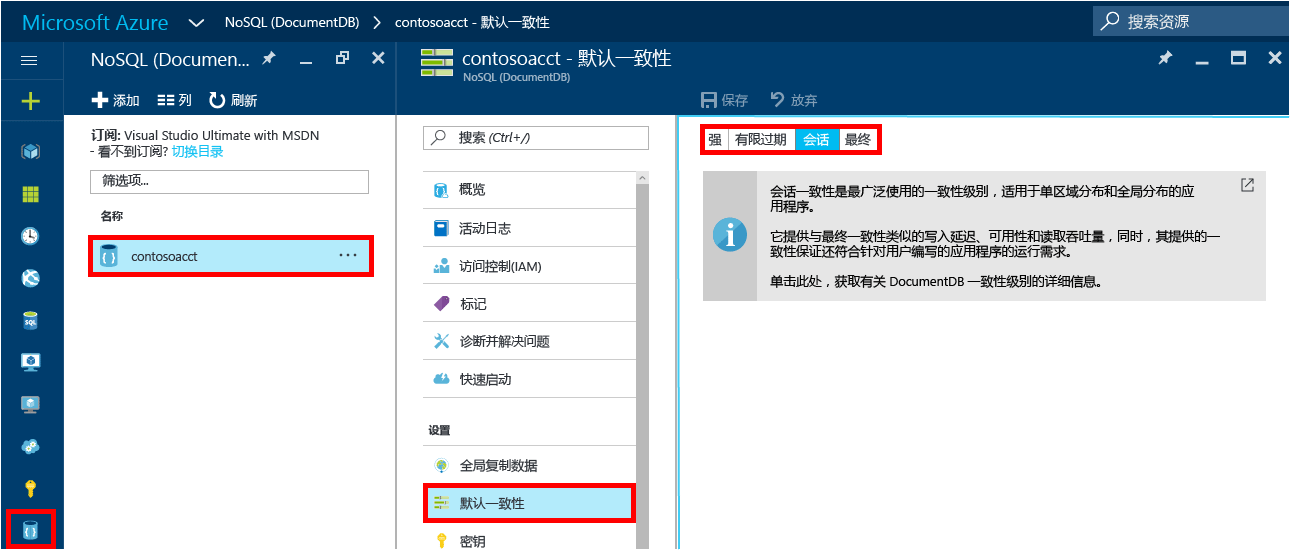 Microsoft Azure NoSQL (DocumentDB) contosoacct - 默认一致性 搜索资源
NoSQL (Documen...
添加 列 刷新
订阅: Visual Studio Ultimate with MSDN
- 看不到订阅? 切换目录
筛选项...
名称
contosoacct ...
contosoacct - 默认一致性
NoSQL (DocumentDB)
保存 放弃
搜索 (Ctrl+/)
概览
活动日志
访问控制(IAM)
标记
诊断并解决问题
快速启动
设置
全局复制数据
默认一致性
密钥
强 有限过期 会话 最终
会话一致性是最广泛使用的一致性级别，适用于单区域分布和全局分布的应
用程序。
它提供与最终一致性类似的写入延迟、可用性和读取吞吐量，同时，其提供的一
致性保证还符合针对用户编写的应用程序的运行需求。
单击此处，获取有关 DocumentDB 一致性级别的详细信息。
SQL